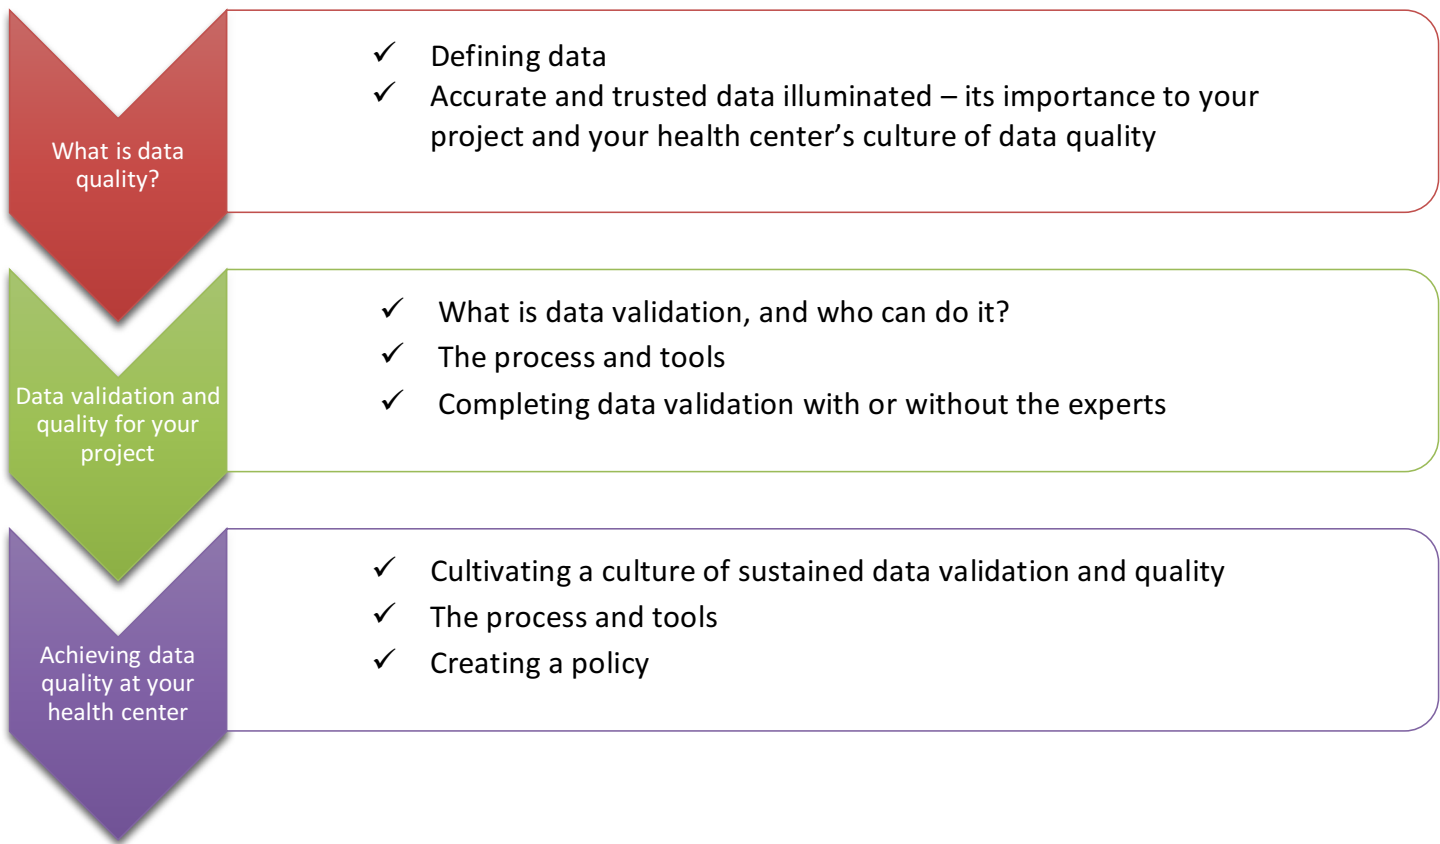 What is data
quality?
✓ Defining data
✓ Accurate and trusted data illuminated – its importance to your
project and your health center’s culture of data quality
Data validation and
quality for your
project
✓ What is data validation, and who can do it?
✓ The process and tools
✓ Completing data validation with or without the experts
Achieving data
quality at your
health center
✓ Cultivating a culture of sustained data validation and quality
✓ The process and tools
✓ Creating a policy